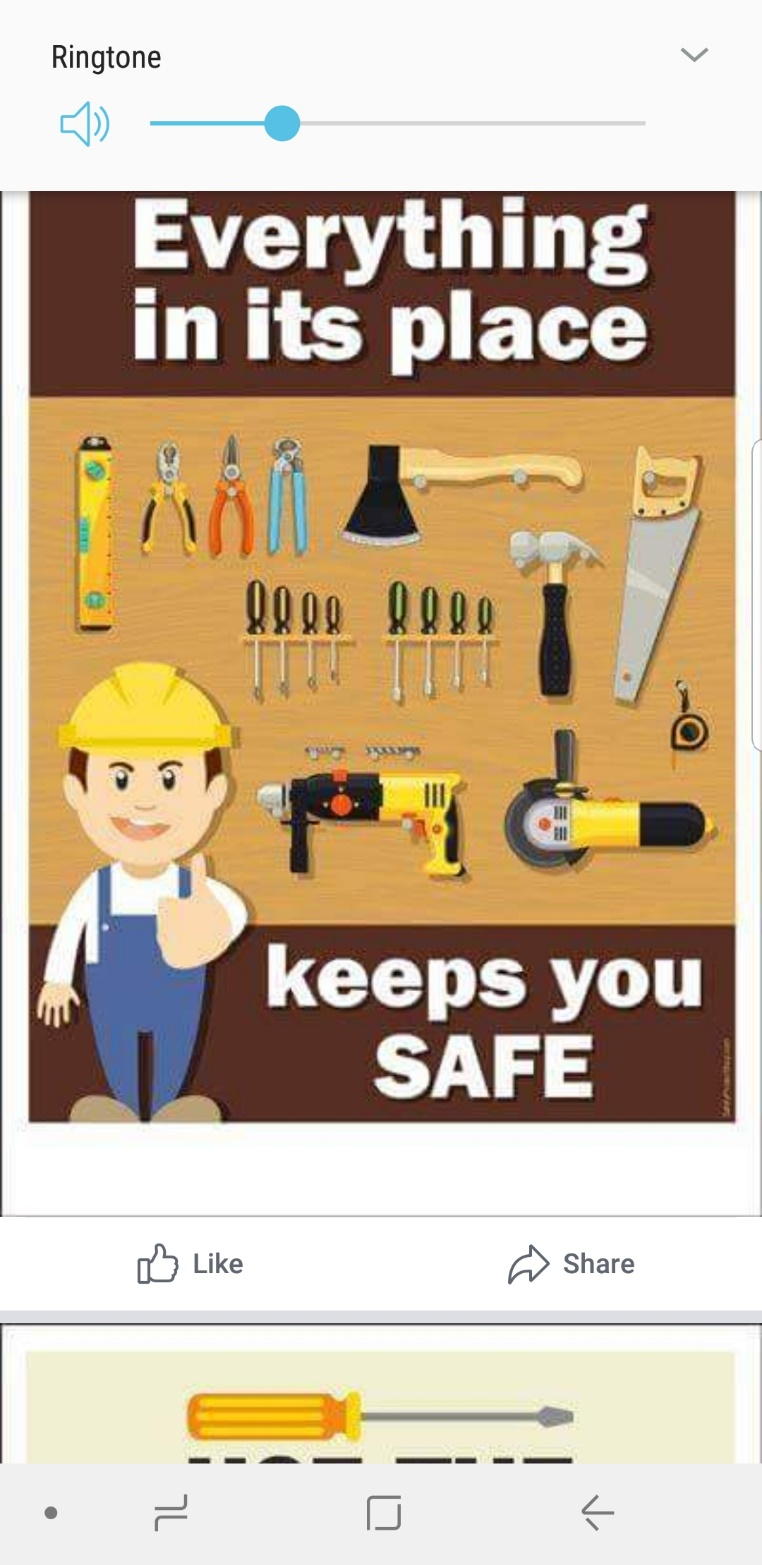 Ringtone
Everything
in its place
keeps you
SAFE
Like
Share